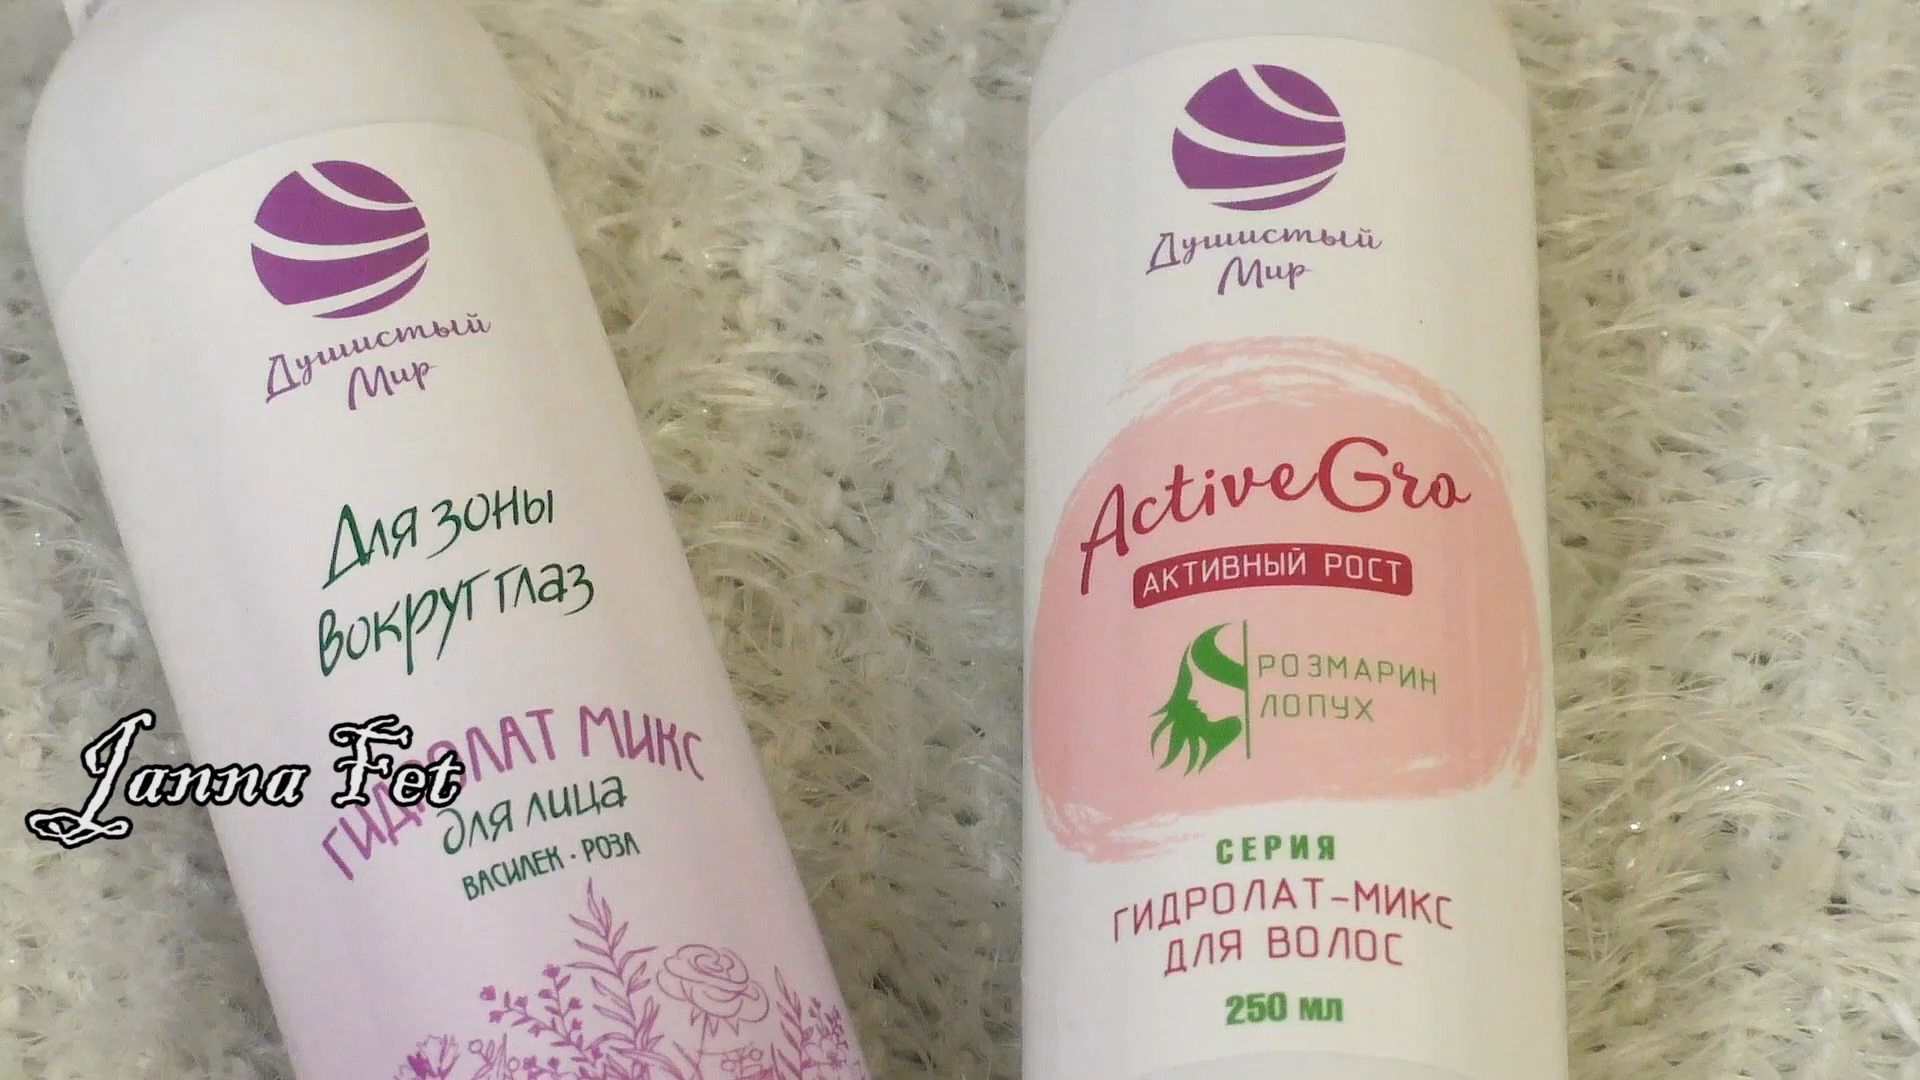 Душистый
Мир
Для зоны
вокруг глаз
ГИДРОЛАТ МИКС
для лица
ВАСИЛЕК · РОЗА
Janna Fet
Душистый
Мир
ActiveGro
АКТИВНЫЙ РОСТ
РОЗМАРИН
ЛОПУХ
СЕРИЯ
ГИДРОЛАТ-МИКС
ДЛЯ ВОЛОС
250 мл